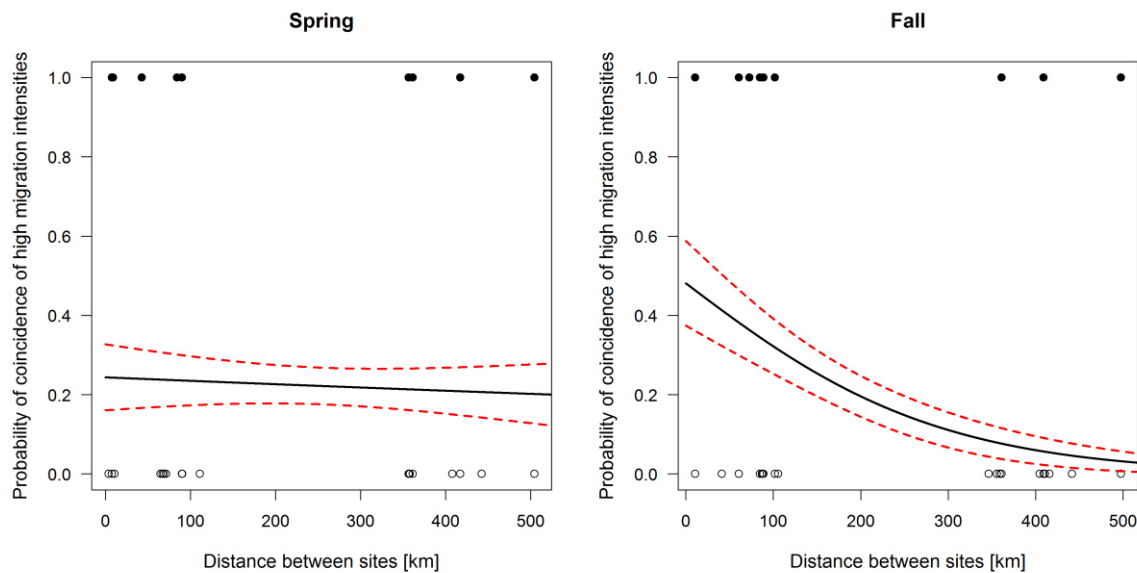 Spring
Probability of coincidence of high migration intensities
1.0
0.8
0.6
0.4
0.2
0.0
0 100 200 300 400 500
Distance between sites [km]
Fall
Probability of coincidence of high migration intensities
1.0
0.8
0.6
0.4
0.2
0.0
0 100 200 300 400 500
Distance between sites [km]